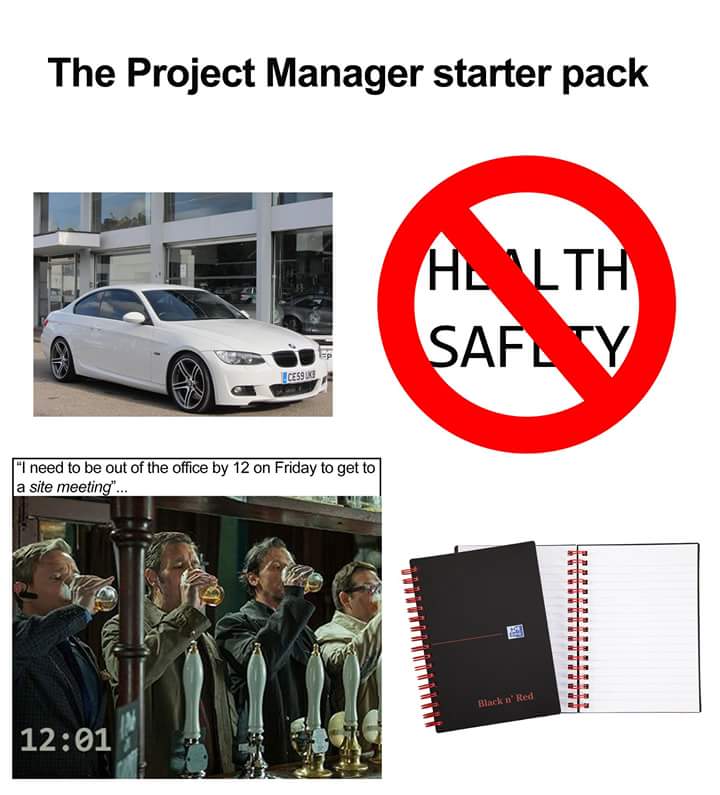 The Project Manager starter pack
HEALTH
SAFETY
CE59 UKB
"I need to be out of the office by 12 on Friday to get to
a site meeting"...
12:01
Black n' Red